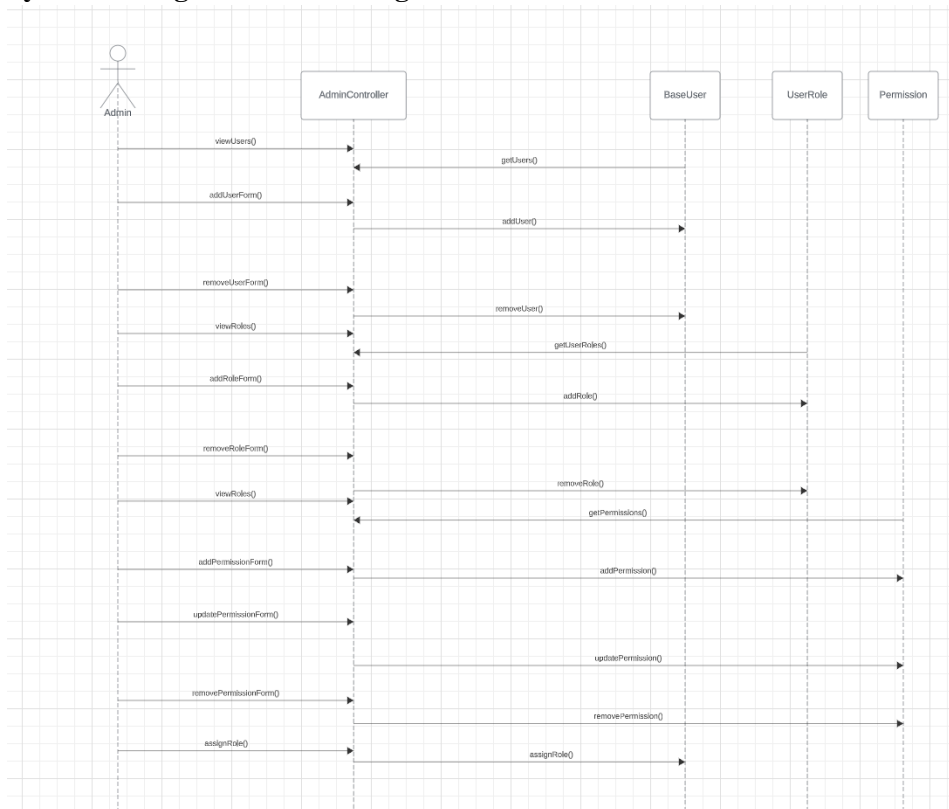 Admin
AdminController
BaseUser
UserRole
Permission
viewUsers()
getUsers()
addUserForm()
addUser()
removeUserForm()
removeUser()
viewRoles()
getUserRoles()
addRoleForm()
addRole()
removeRoleForm()
removeRole()
viewRoles()
getPermissions()
addPermissionForm()
addPermission()
updatePermissionForm()
updatePermission()
removePermissionForm()
removePermission()
assignRole()
assignRole()